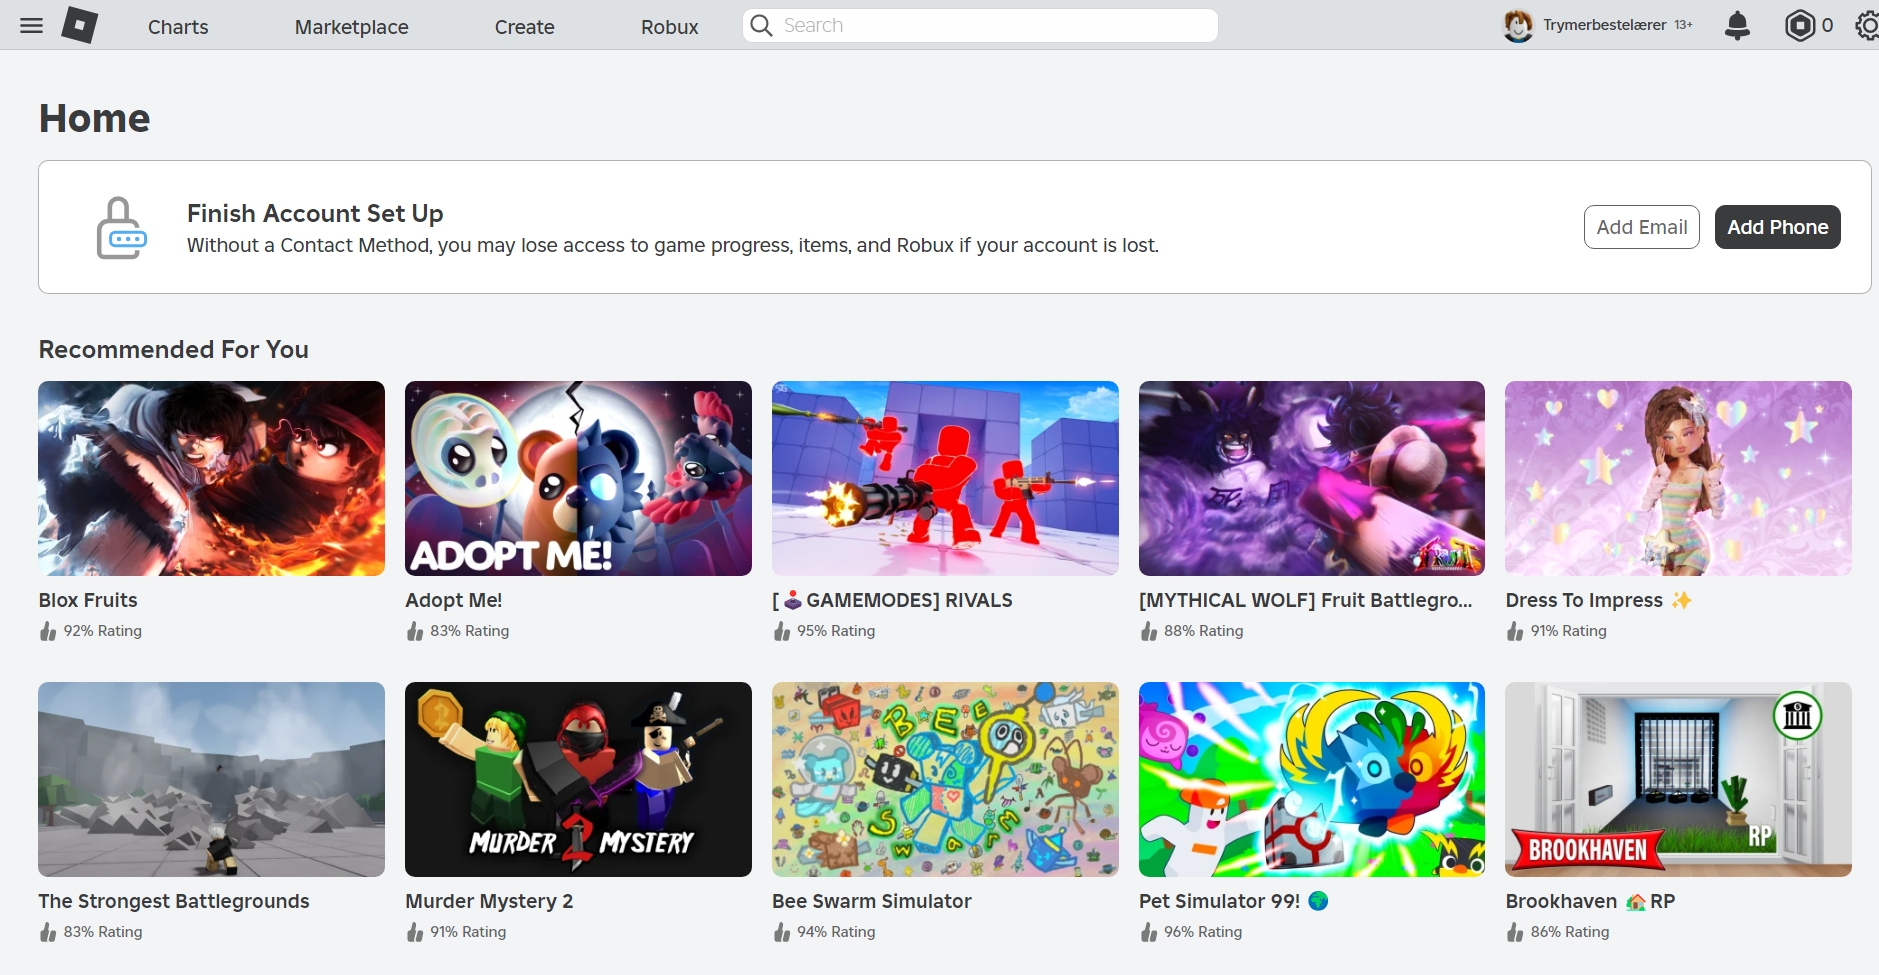 Charts Marketplace Create Robux Search Trymerbestelærer 13+ 0
Home
Finish Account Set Up
Without a Contact Method, you may lose access to game progress, items, and Robux if your account is lost.
Add Email Add Phone
Recommended For You
SG
ADOPT ME!
FRUIT
Blox Fruits
92% Rating
Adopt Me!
83% Rating
[🕹️GAMEMODES] RIVALS
95% Rating
[MYTHICAL WOLF] Fruit Battlegro...
88% Rating
Dress To Impress ✨
91% Rating
2
MURDER 2 MYSTERY
BEE
SWarM
BROOKHAVEN
RP
The Strongest Battlegrounds
83% Rating
Murder Mystery 2
91% Rating
Bee Swarm Simulator
94% Rating
Pet Simulator 99! 🌎
96% Rating
Brookhaven 🏡RP
86% Rating